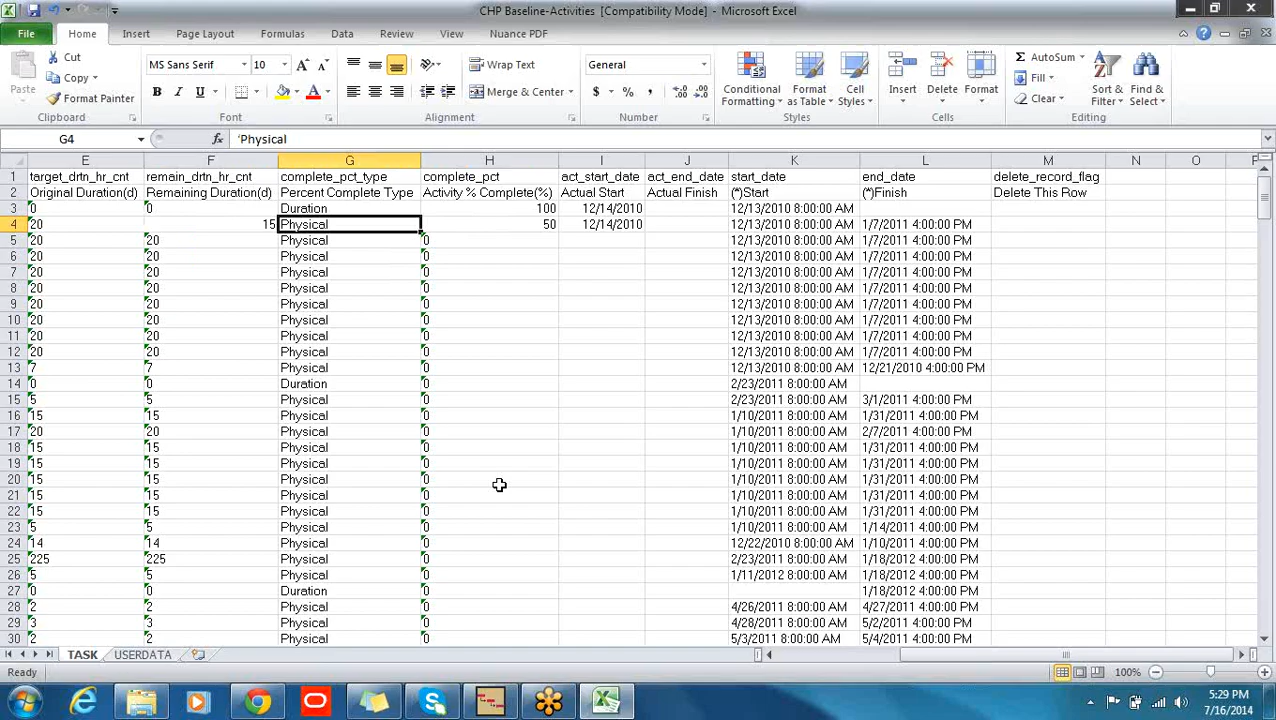 CHP Baseline-Activities [Compatibility Mode] - Microsoft Excel
File Home Insert Page Layout Formulas Data Review View Nuance PDF
Cut
Copy
Format Painter
Paste
MS Sans Serif 10
B I U
Wrap Text
Merge & Center
General
$ % ,
Conditional Formatting
Format as Table
Cell Styles
Insert
Delete
Format
Σ AutoSum
Fill
Clear
Sort & Filter
Find & Select
Clipboard Font Alignment Number Styles Cells Editing
G4 fx 'Physical
E F G H I J K L M N O
1 target_drtn_hr_cnt remain_drtn_hr_cnt complete_pct_type complete_pct act_start_date act_end_date start_date end_date delete_record_flag
2 Original Duration(d) Remaining Duration(d) Percent Complete Type Activity % Complete(%) Actual Start Actual Finish (*)Start (*)Finish Delete This Row
3 0 0 Duration 100 12/14/2010 12/13/2010 8:00:00 AM
4 20 15 Physical 50 12/14/2010 12/13/2010 8:00:00 AM 1/7/2011 4:00:00 PM
5 20 20 Physical 0 12/13/2010 8:00:00 AM 1/7/2011 4:00:00 PM
6 20 20 Physical 0 12/13/2010 8:00:00 AM 1/7/2011 4:00:00 PM
7 20 20 Physical 0 12/13/2010 8:00:00 AM 1/7/2011 4:00:00 PM
8 20 20 Physical 0 12/13/2010 8:00:00 AM 1/7/2011 4:00:00 PM
9 20 20 Physical 0 12/13/2010 8:00:00 AM 1/7/2011 4:00:00 PM
10 20 20 Physical 0 12/13/2010 8:00:00 AM 1/7/2011 4:00:00 PM
11 20 20 Physical 0 12/13/2010 8:00:00 AM 1/7/2011 4:00:00 PM
12 20 20 Physical 0 12/13/2010 8:00:00 AM 1/7/2011 4:00:00 PM
13 7 7 Physical 0 12/13/2010 8:00:00 AM 12/21/2010 4:00:00 PM
14 0 0 Duration 0 2/23/2011 8:00:00 AM
15 5 5 Physical 0 2/23/2011 8:00:00 AM 3/1/2011 4:00:00 PM
16 15 15 Physical 0 1/10/2011 8:00:00 AM 1/31/2011 4:00:00 PM
17 20 20 Physical 0 1/10/2011 8:00:00 AM 2/7/2011 4:00:00 PM
18 15 15 Physical 0 1/10/2011 8:00:00 AM 1/31/2011 4:00:00 PM
19 15 15 Physical 0 1/10/2011 8:00:00 AM 1/31/2011 4:00:00 PM
20 15 15 Physical 0 1/10/2011 8:00:00 AM 1/31/2011 4:00:00 PM
21 15 15 Physical 0 1/10/2011 8:00:00 AM 1/31/2011 4:00:00 PM
22 15 15 Physical 0 1/10/2011 8:00:00 AM 1/31/2011 4:00:00 PM
23 5 5 Physical 0 1/10/2011 8:00:00 AM 1/14/2011 4:00:00 PM
24 14 14 Physical 0 12/22/2010 8:00:00 AM 1/10/2011 4:00:00 PM
25 225 225 Physical 0 2/23/2011 8:00:00 AM 1/18/2012 4:00:00 PM
26 5 5 Physical 0 1/11/2012 8:00:00 AM 1/18/2012 4:00:00 PM
27 0 0 Duration 0 1/18/2012 4:00:00 PM
28 2 2 Physical 0 4/26/2011 8:00:00 AM 4/27/2011 4:00:00 PM
29 3 3 Physical 0 4/28/2011 8:00:00 AM 5/2/2011 4:00:00 PM
30 2 2 Physical 0 5/3/2011 8:00:00 AM 5/4/2011 4:00:00 PM
TASK USERDATA
Ready 100%
5:29 PM
7/16/2014